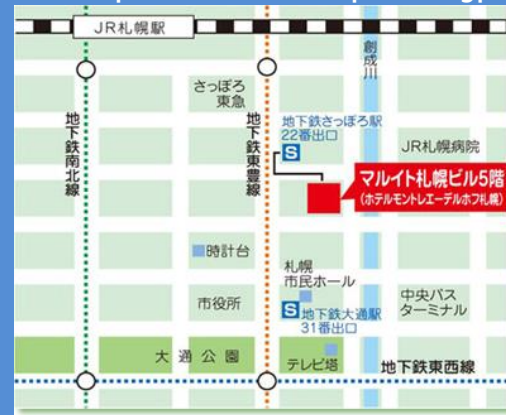 JR札幌駅
創成川
さっぽろ
東急
地下鉄南北線
地下鉄東豊線
地下鉄さっぽろ駅
22番出口
S
JR札幌病院
マルイト札幌ビル5階
(ホテルモントレエーデルホフ札幌)
時計台
札幌
市民ホール
市役所
S 地下鉄大通駅
31番出口
中央バス
ターミナル
大通公園
テレビ塔
地下鉄東西線